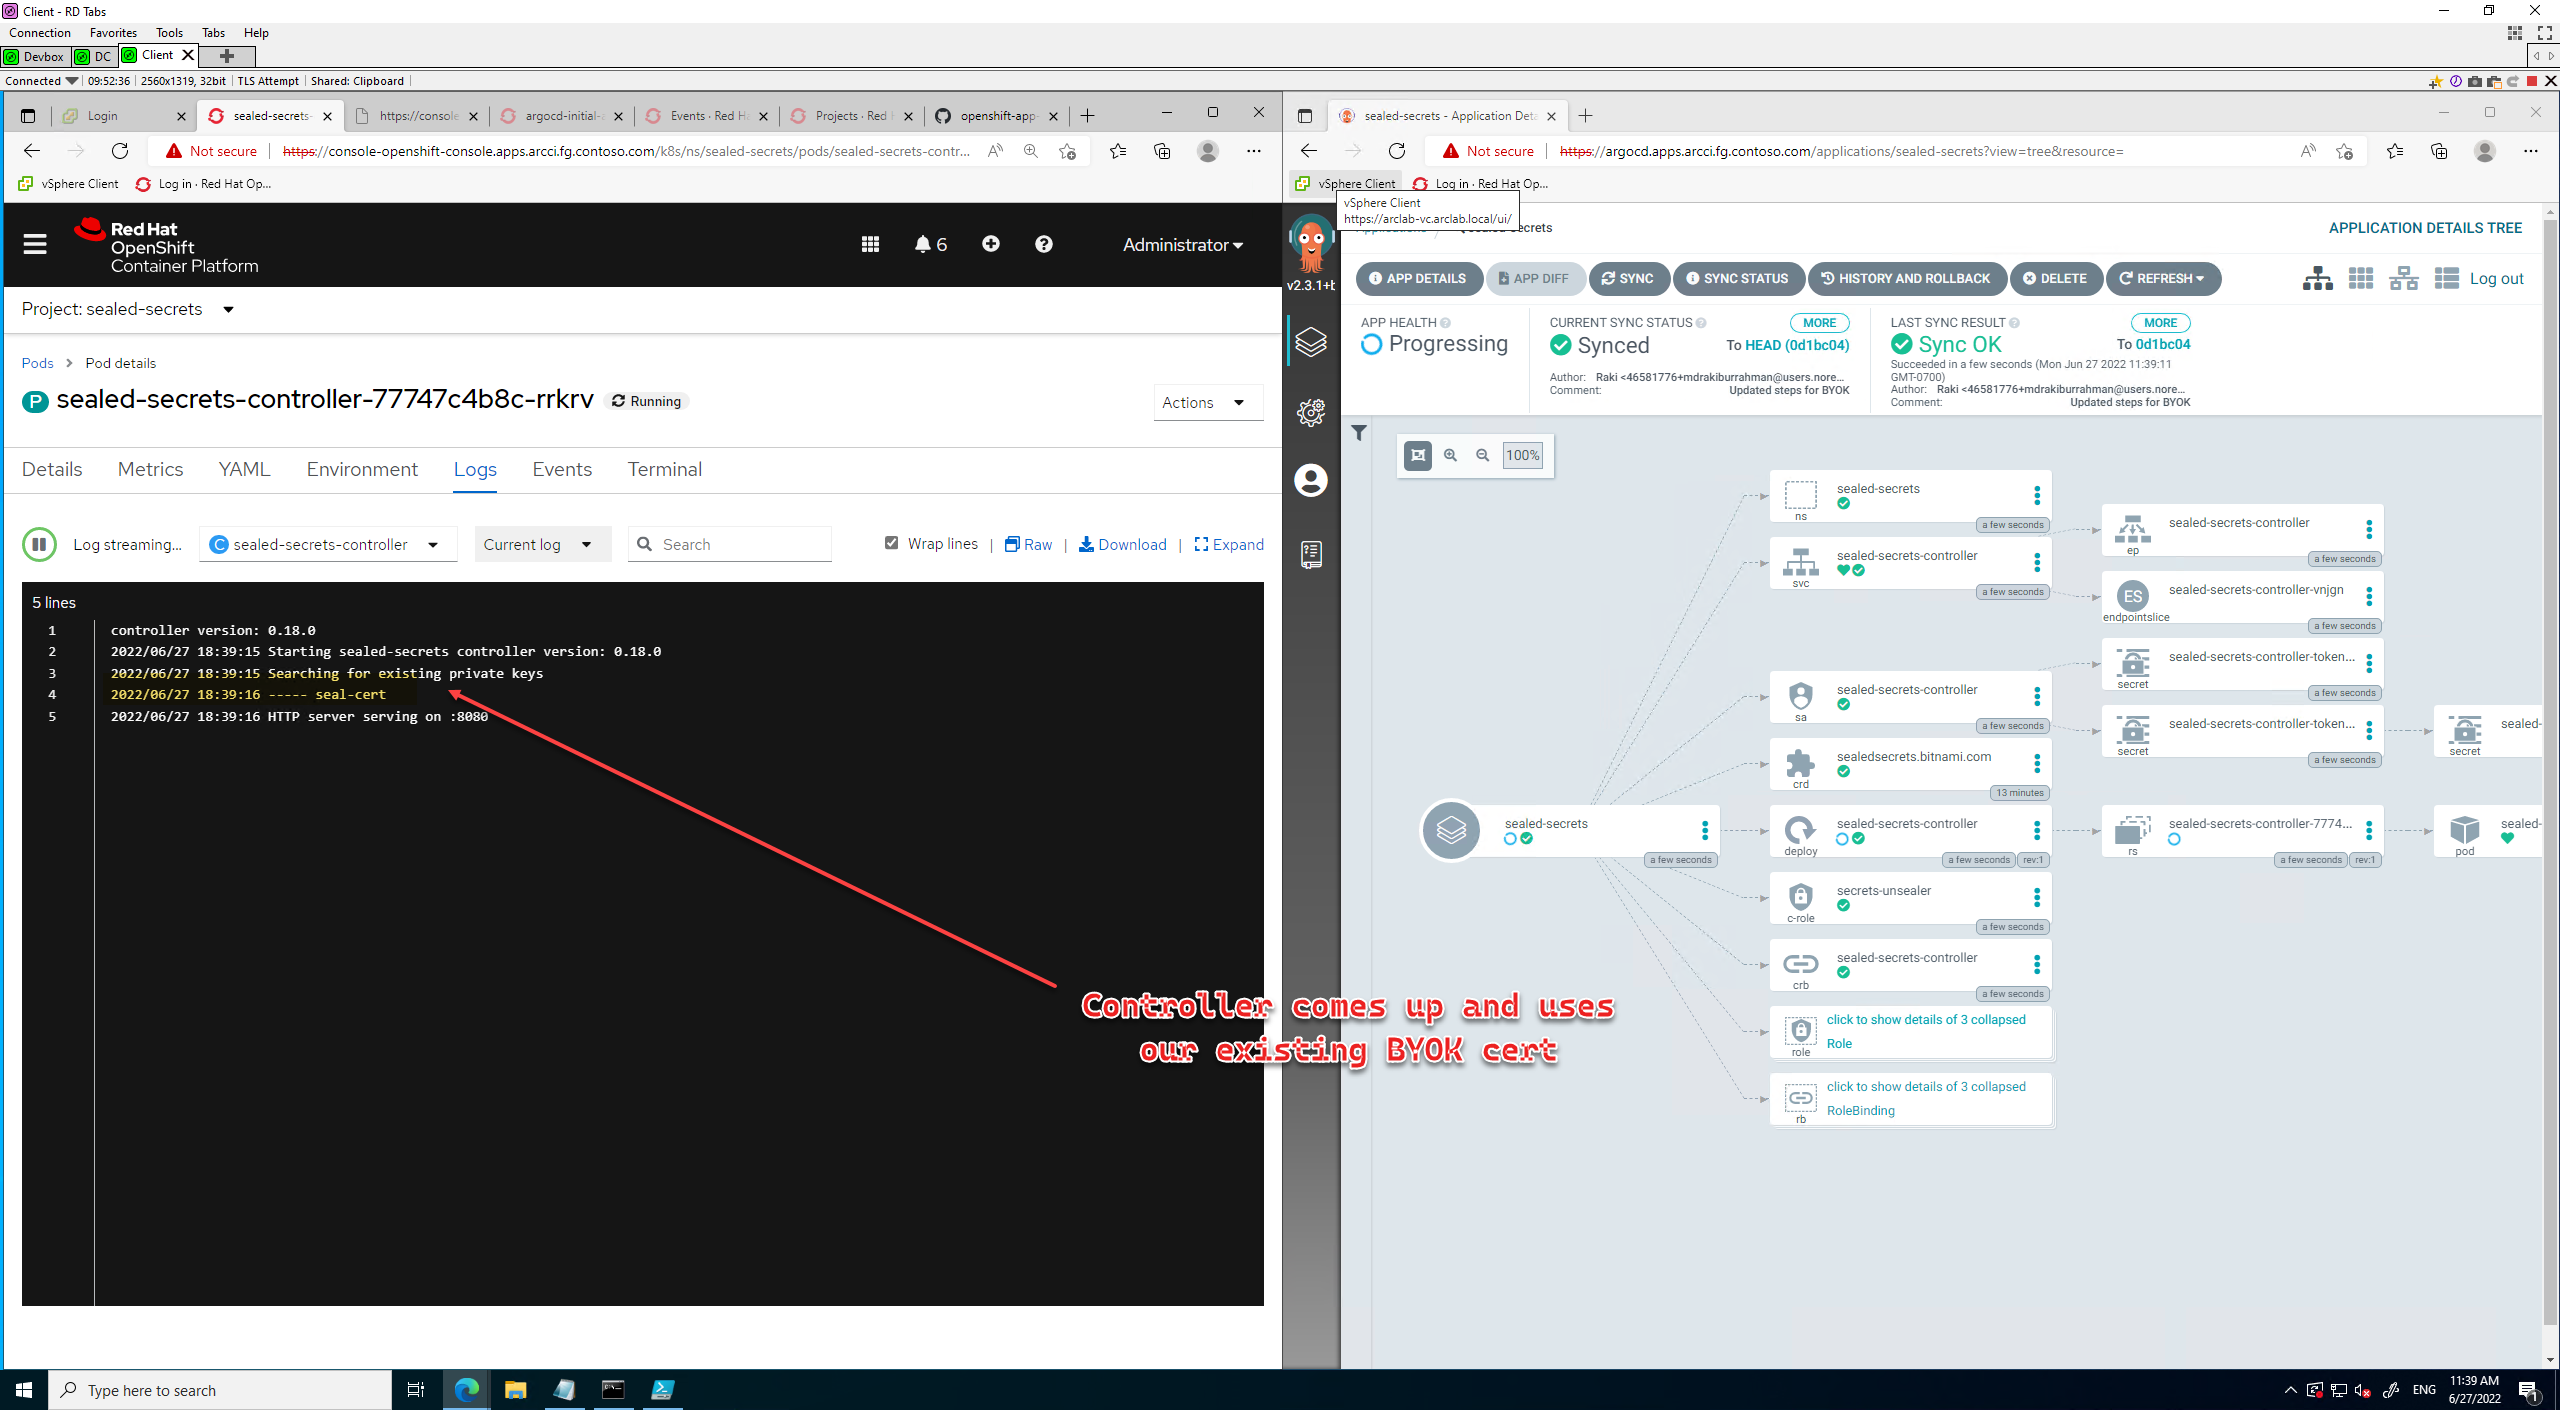 Client - RD Tabs
Connection Favorites Tools Tabs Help
Devbox DC Client
Connected 09:52:36 2560x1319, 32bit TLS Attempt Shared: Clipboard
Login sealed-secrets- https://console argocd-initial- Events · Red Ha Projects · Red openshift-app-
Not secure https://console-openshift-console.apps.arcci.fg.contoso.com/k8s/ns/sealed-secrets/pods/sealed-secrets-contr...
vSphere Client Log in · Red Hat Op...
Red Hat
OpenShift
Container Platform
6
Administrator
Project: sealed-secrets
Pods Pod details
P sealed-secrets-controller-77747c4b8c-rrkrv Running
Actions
Details Metrics YAML Environment Logs Events Terminal
Log streaming... C sealed-secrets-controller Current log Search Wrap lines | Raw | Download | Expand
5 lines
1 controller version: 0.18.0
2 2022/06/27 18:39:15 Starting sealed-secrets controller version: 0.18.0
3 2022/06/27 18:39:15 Searching for existing private keys
4 2022/06/27 18:39:16 ----- seal-cert
5 2022/06/27 18:39:16 HTTP server serving on :8080
Controller comes up and uses
our existing BYOK cert
sealed-secrets - Application Deta
Not secure https://argocd.apps.arcci.fg.contoso.com/applications/sealed-secrets?view=tree&resource=
vSphere Client Log in · Red Hat Op...
vSphere Client
https://arclab-vc.arclab.local/ui/
APPLICATION DETAILS TREE
v2.3.1+b
APP DETAILS APP DIFF SYNC SYNC STATUS HISTORY AND ROLLBACK DELETE REFRESH Log out
APP HEALTH
Progressing
CURRENT SYNC STATUS MORE
Synced To HEAD (0d1bc04)
Author: Raki <46581776+mdrakiburrahman@users.nore...
Comment: Updated steps for BYOK
LAST SYNC RESULT MORE
Sync OK To 0d1bc04
Succeeded in a few seconds (Mon Jun 27 2022 11:39:11
GMT-0700)
Author: Raki <46581776+mdrakiburrahman@users.nore...
Comment: Updated steps for BYOK
100%
sealed-secrets
a few seconds
sealed-secrets
ns
a few seconds
sealed-secrets-controller
svc
a few seconds
sealed-secrets-controller
sa
a few seconds
sealedsecrets.bitnami.com
crd
13 minutes
sealed-secrets-controller
deploy
a few seconds rev:1
secrets-unsealer
c-role
a few seconds
sealed-secrets-controller
crb
a few seconds
click to show details of 3 collapsed
Role
role
click to show details of 3 collapsed
RoleBinding
rb
sealed-secrets-controller
ep
a few seconds
ES sealed-secrets-controller-vnjgn
endpointslice
a few seconds
sealed-secrets-controller-token...
secret
a few seconds
sealed-secrets-controller-token...
secret
a few seconds
sealed-secrets-controller-7774...
rs
a few seconds rev:1
sealed-
secret
sealed-
pod
Type here to search
ENG
11:39 AM
6/27/2022
1